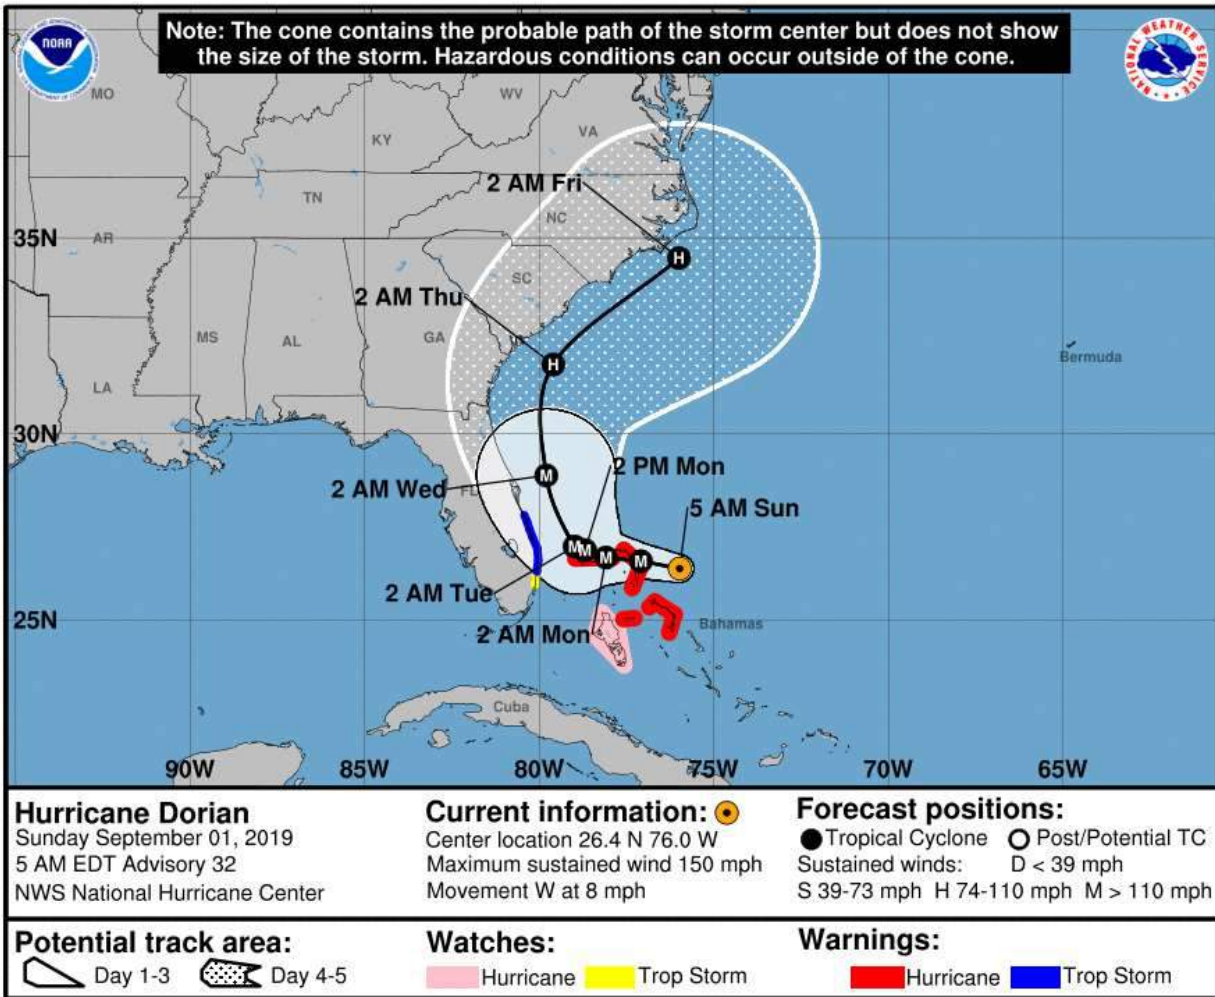 Note: The cone contains the probable path of the storm center but does not show
the size of the storm. Hazardous conditions can occur outside of the cone.
NOAA
NATIONAL WEATHER SERVICE
MO
WV
KY
VA
2 AM Fri
TN
NC
35N
AR
SC
2 AM Thu
H
MS
AL
GA
H
Bermuda
LA
30N
2 PM Mon
M
2 AM Wed
FL
5 AM Sun
M
M
M
M
2 AM Tue
25N
2 AM Mon
Bahamas
Cuba
90W 85W 80W 75W 70W 65W
Hurricane Dorian
Sunday September 01, 2019
5 AM EDT Advisory 32
NWS National Hurricane Center
Current information:
Center location 26.4 N 76.0 W
Maximum sustained wind 150 mph
Movement W at 8 mph
Forecast positions:
Tropical Cyclone Post/Potential TC
Sustained winds: D < 39 mph
S 39-73 mph H 74-110 mph M > 110 mph
Potential track area:
Day 1-3 Day 4-5
Watches:
Hurricane Trop Storm
Warnings:
Hurricane Trop Storm